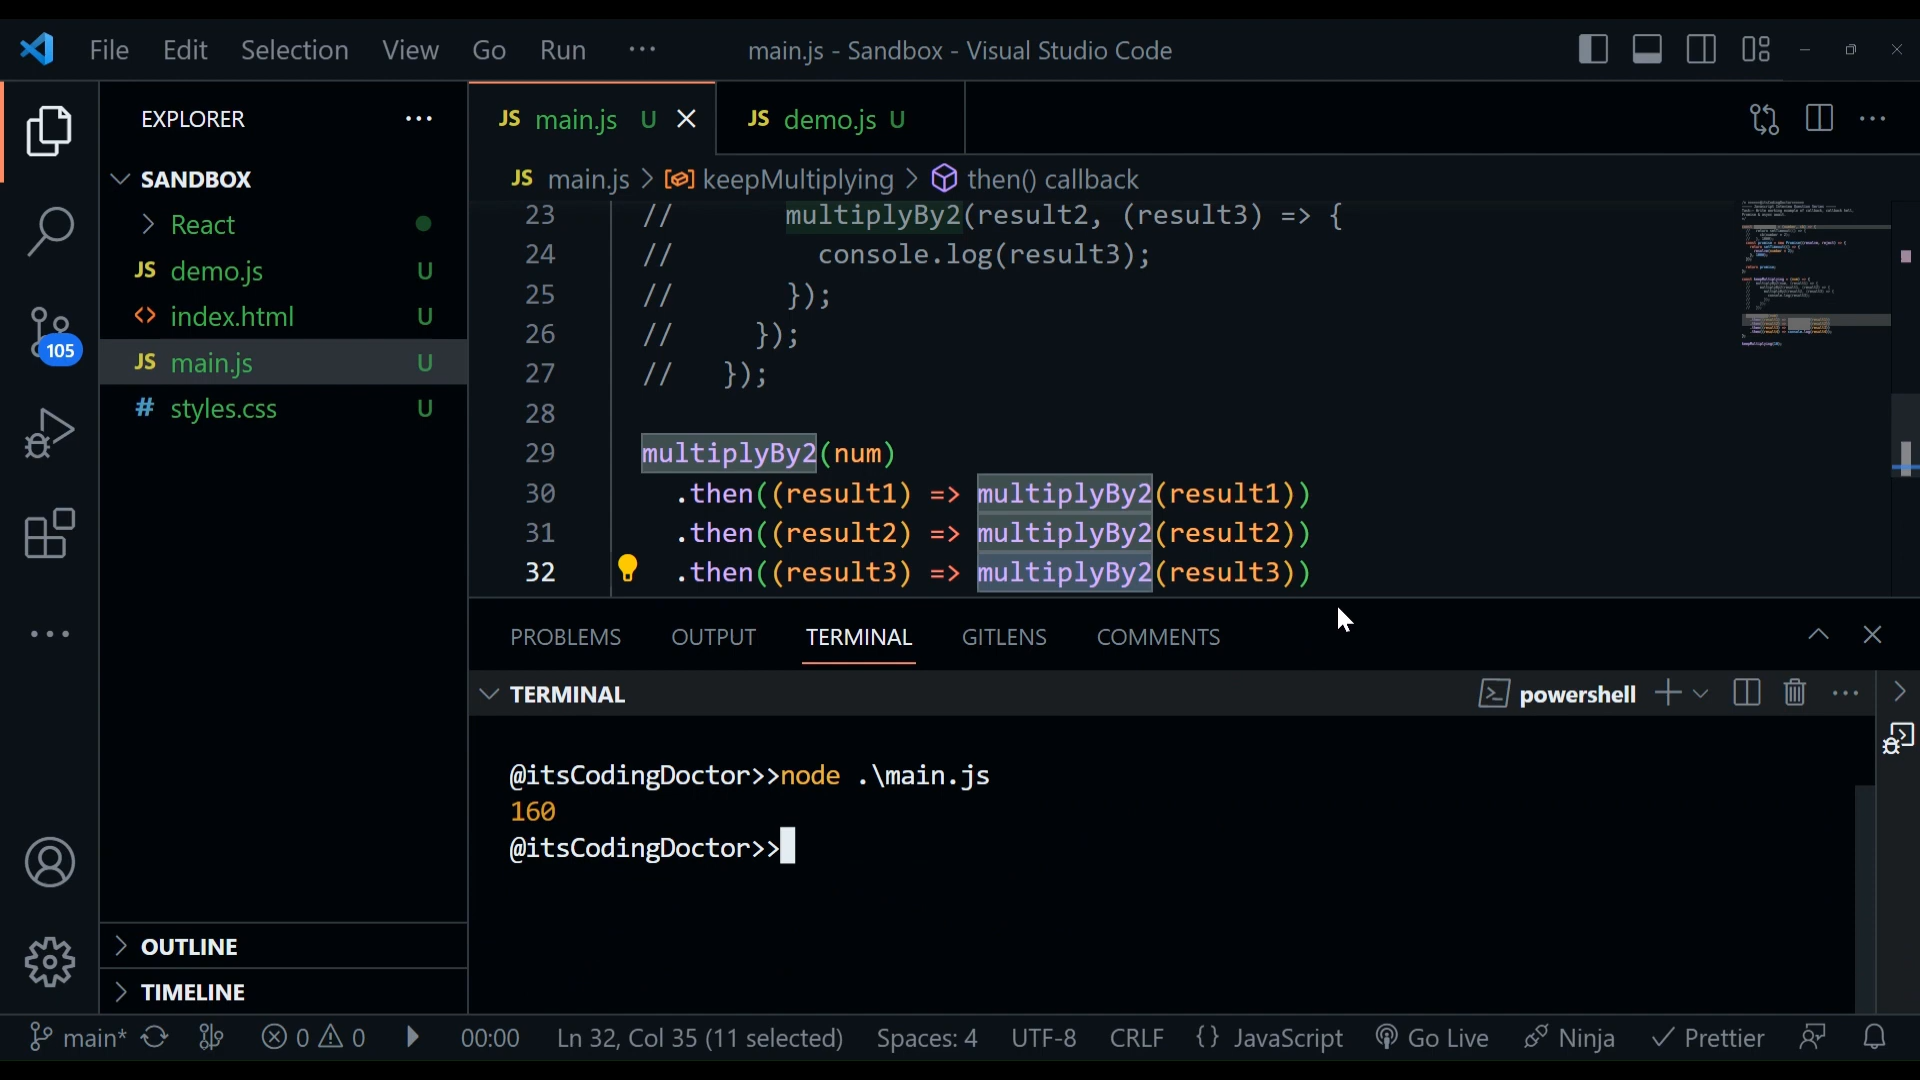 File Edit Selection View Go Run ··· main.js - Sandbox - Visual Studio Code
EXPLORER
SANDBOX
React
JS demo.js U
<> index.html U
JS main.js U
# styles.css U
105
OUTLINE
TIMELINE
JS main.js U JS demo.js U
JS main.js > keepMultiplying > then() callback
23 // multiplyBy2(result2, (result3) => {
24 // console.log(result3);
25 // });
26 // });
27 // });
28
29 multiplyBy2(num)
30 .then((result1) => multiplyBy2(result1))
31 .then((result2) => multiplyBy2(result2))
32 .then((result3) => multiplyBy2(result3))
PROBLEMS OUTPUT TERMINAL GITLENS COMMENTS
TERMINAL powershell
@itsCodingDoctor>>node .\main.js
160
@itsCodingDoctor>>
main* 0 0 00:00 Ln 32, Col 35 (11 selected) Spaces: 4 UTF-8 CRLF {} JavaScript Go Live Ninja Prettier